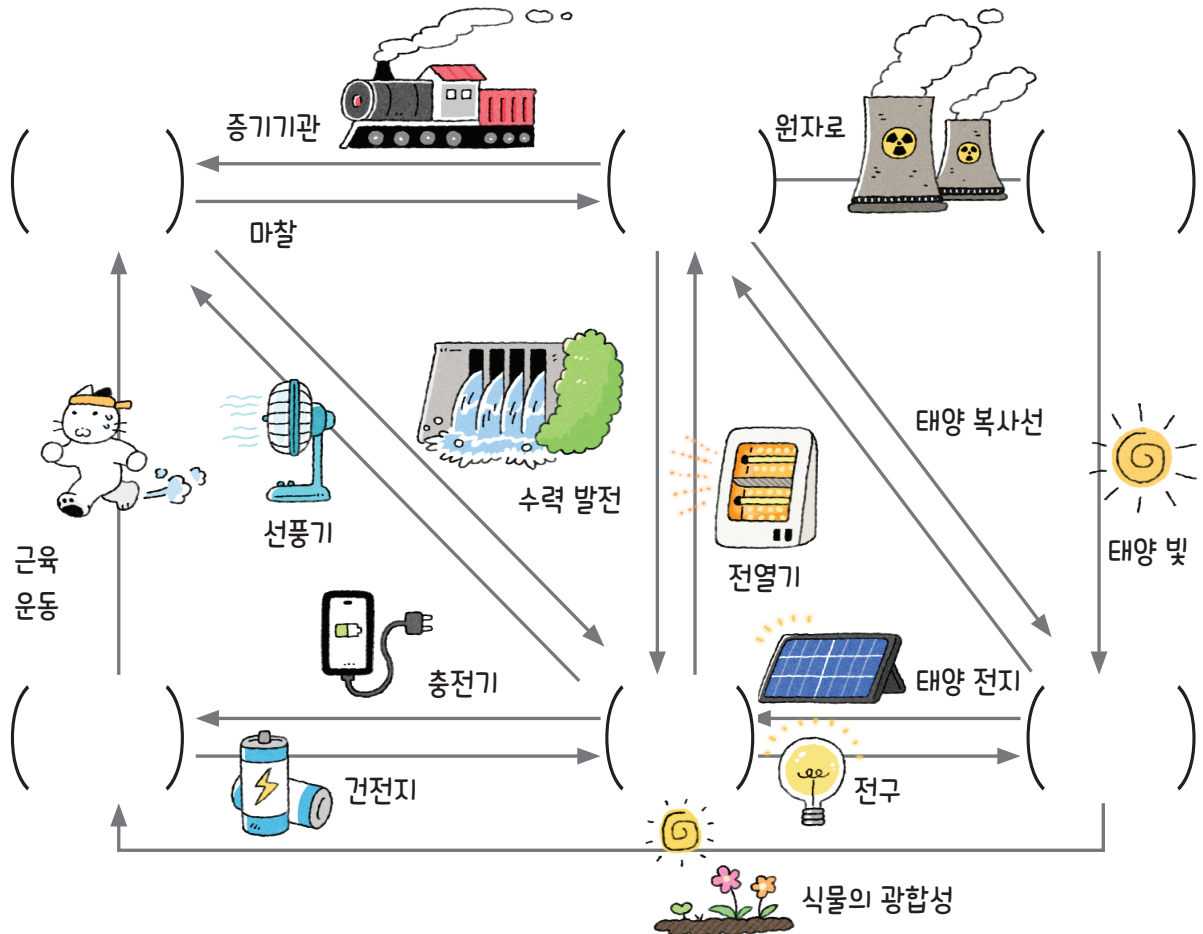 증기기관
원자로
마찰
태양 복사선
수력 발전
선풍기
전열기
태양 빛
근육
운동
충전기
태양 전지
건전지
전구
식물의 광합성